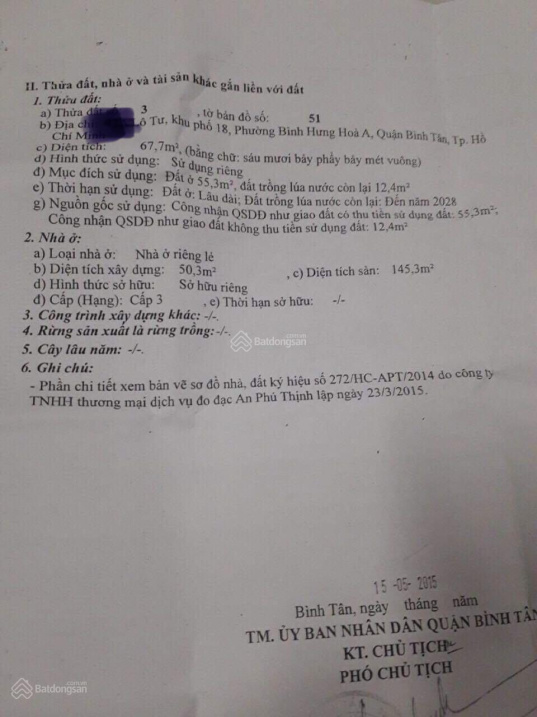 II. Thửa đất, nhà ở và tài sản khác gắn liền với đất
1. Thửa đất:
a) Thửa đất 3 , tờ bản đồ số: 51
b) Địa chỉ Tư, khu phố 18, Phường Bình Hưng Hoà A, Quận Bình Tân, Tp. Hồ
Chí Minh
c) Diện tích: 67,7m², (bằng chữ: sáu mươi bảy phẩy bảy mét vuông)
d) Hình thức sử dụng: Sử dụng riêng
đ) Mục đích sử dụng: Đất ở 55,3m², đất trồng lúa nước còn lại 12,4m²
e) Thời hạn sử dụng: Đất ở: Lâu dài; Đất trồng lúa nước còn lại: Đến năm 2028
g) Nguồn gốc sử dụng: Công nhận QSDĐ như giao đất có thu tiền sử dụng đất: 55,3m²;
Công nhận QSDĐ như giao đất không thu tiền sử dụng đất: 12,4m²
2. Nhà ở:
a) Loại nhà ở: Nhà ở riêng lẻ
b) Diện tích xây dựng: 50,3m² , c) Diện tích sàn: 145,3m²
d) Hình thức sở hữu: Sở hữu riêng
đ) Cấp (Hạng): Cấp 3 , e) Thời hạn sở hữu: -/-
3. Công trình xây dựng khác: -/-.
4. Rừng sản xuất là rừng trồng: -/-.
5. Cây lâu năm: -/-.
6. Ghi chú:
- Phần chi tiết xem bản vẽ sơ đồ nhà, đất ký hiệu số 272/HC-APT/2014 do công ty
TNHH thương mại dịch vụ đo đạc An Phú Thịnh lập ngày 23/3/2015.
Batdongsan
.com.vn
15 -05- 2015
Bình Tân, ngày tháng năm
TM. ỦY BAN NHÂN DÂN QUẬN BÌNH TÂN
KT. CHỦ TỊCH
PHÓ CHỦ TỊCH
Batdongsan
.com.vn